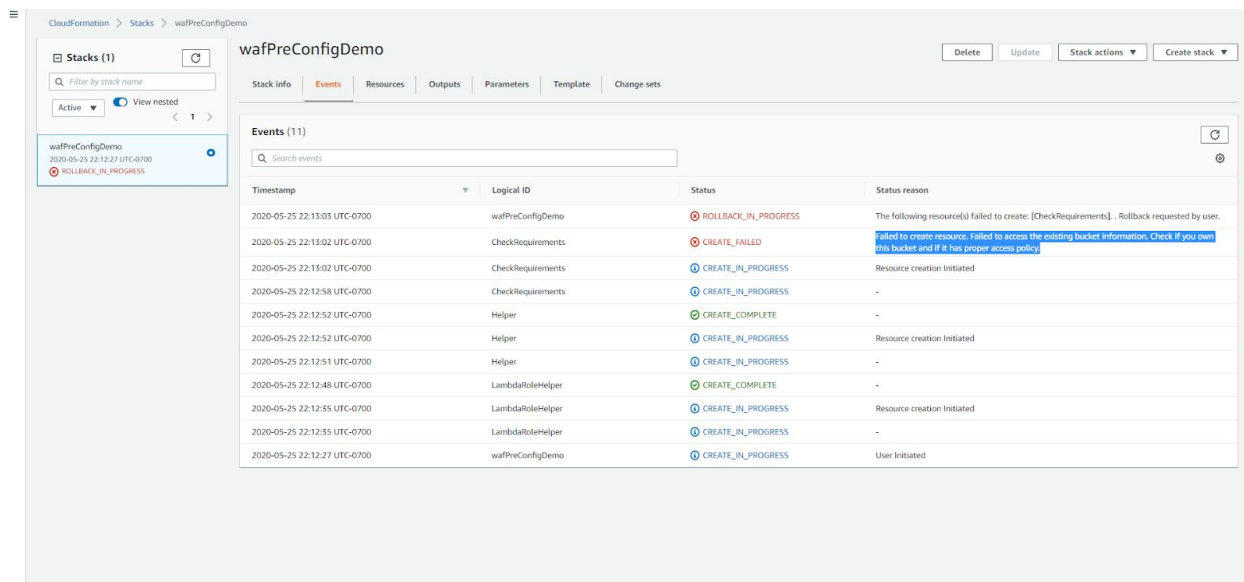 CloudFormation > Stacks > wafPreConfigDemo
Stacks (1)
Filter by stack name
Active ▼ View nested
< 1 >
wafPreConfigDemo
2020-05-25 22:12:27 UTC-0700
ROLLBACK_IN_PROGRESS
wafPreConfigDemo
Delete Update Stack actions ▼ Create stack ▼
Stack info Events Resources Outputs Parameters Template Change sets
Events (11)
Search events
Timestamp ▼ Logical ID Status Status reason
2020-05-25 22:13:03 UTC-0700 wafPreConfigDemo ROLLBACK_IN_PROGRESS The following resource(s) failed to create: [CheckRequirements]. . Rollback requested by user.
2020-05-25 22:13:02 UTC-0700 CheckRequirements CREATE_FAILED Failed to create resource. Failed to access the existing bucket information. Check if you own
this bucket and if it has proper access policy.
2020-05-25 22:13:02 UTC-0700 CheckRequirements CREATE_IN_PROGRESS Resource creation Initiated
2020-05-25 22:12:58 UTC-0700 CheckRequirements CREATE_IN_PROGRESS -
2020-05-25 22:12:52 UTC-0700 Helper CREATE_COMPLETE -
2020-05-25 22:12:52 UTC-0700 Helper CREATE_IN_PROGRESS Resource creation Initiated
2020-05-25 22:12:51 UTC-0700 Helper CREATE_IN_PROGRESS -
2020-05-25 22:12:48 UTC-0700 LambdaRoleHelper CREATE_COMPLETE -
2020-05-25 22:12:35 UTC-0700 LambdaRoleHelper CREATE_IN_PROGRESS Resource creation Initiated
2020-05-25 22:12:35 UTC-0700 LambdaRoleHelper CREATE_IN_PROGRESS -
2020-05-25 22:12:27 UTC-0700 wafPreConfigDemo CREATE_IN_PROGRESS User Initiated